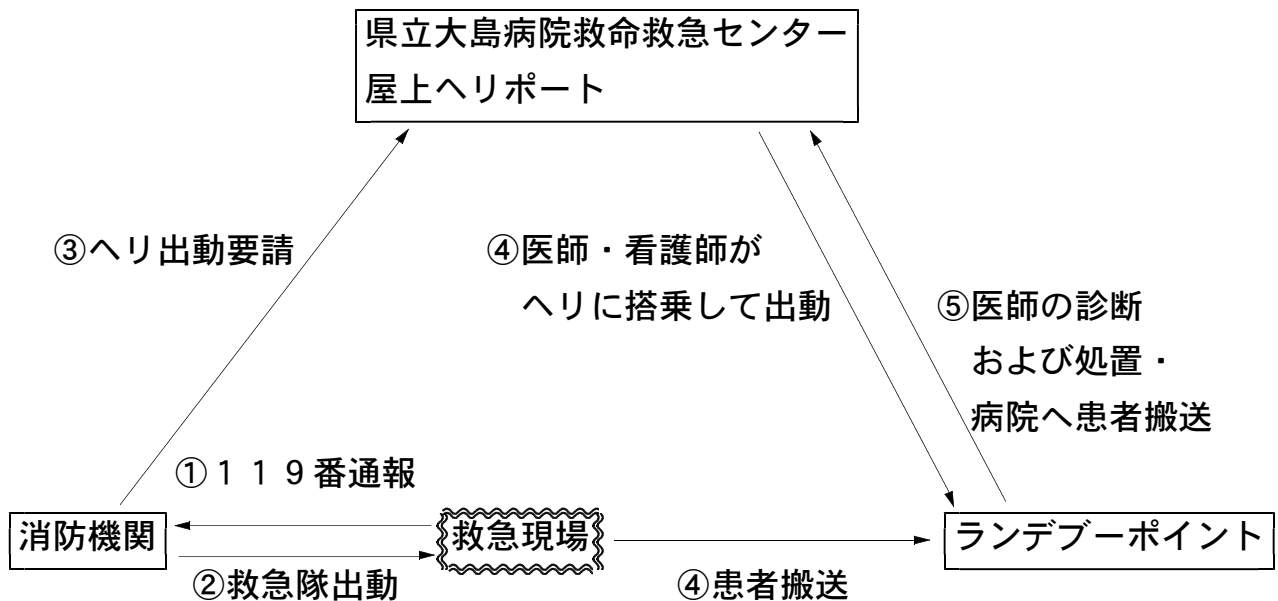 県立大島病院救命救急センター
屋上ヘリポート
③ヘリ出動要請
④医師・看護師が
ヘリに搭乗して出動
⑤医師の診断
および処置・
病院へ患者搬送
①１１９番通報
消防機関
救急現場
ランデブーポイント
②救急隊出動
④患者搬送